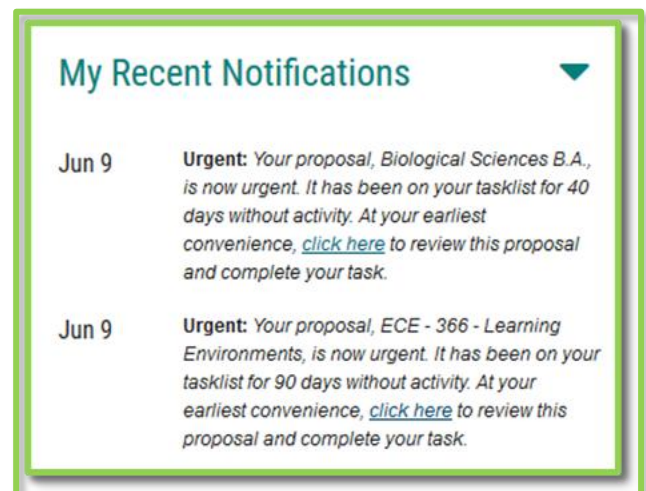 My Recent Notifications
Jun 9
Urgent: Your proposal, Biological Sciences B.A.,
is now urgent. It has been on your tasklist for 40
days without activity. At your earliest
convenience, click here to review this proposal
and complete your task.
Jun 9
Urgent: Your proposal, ECE - 366 - Learning
Environments, is now urgent. It has been on your
tasklist for 90 days without activity. At your
earliest convenience, click here to review this
proposal and complete your task.